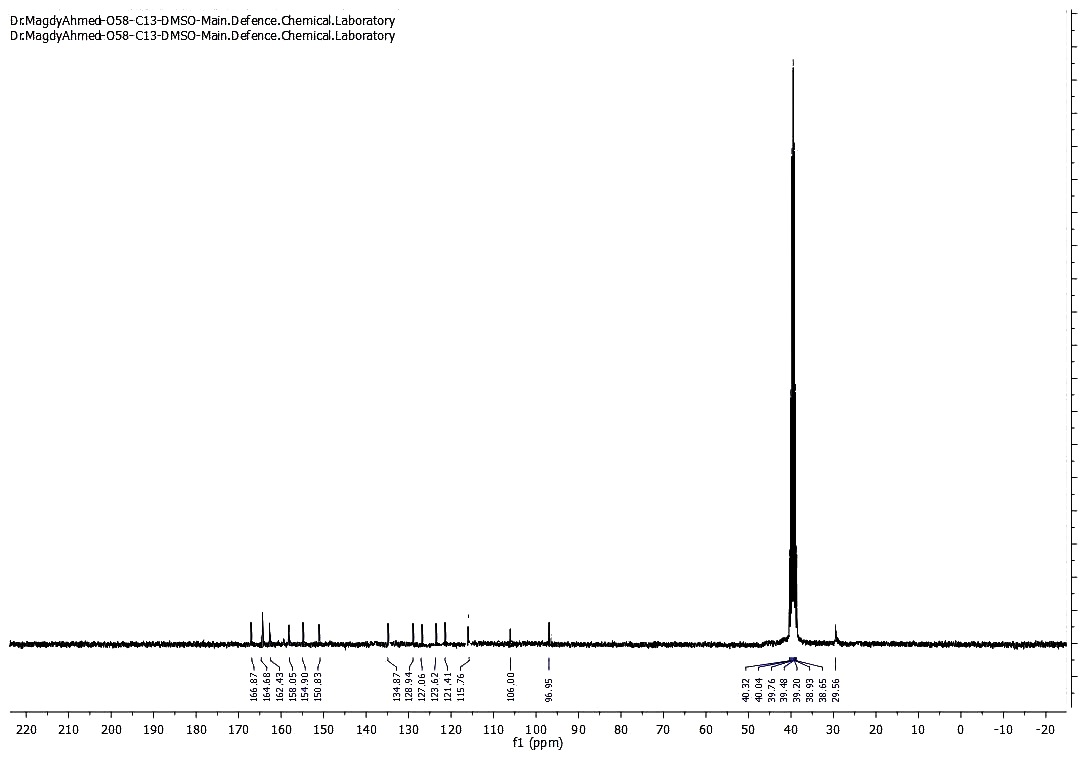 Dr.MagdyAhmed-O58-C13-DMSO-Main.Defence.Chemical.Laboratory
Dr.MagdyAhmed-O58-C13-DMSO-Main.Defence.Chemical.Laboratory
166.87 164.68 162.43 158.05 154.90 150.83 134.87 128.94 127.06 123.62 121.41 115.76 106.00 96.95 40.32 40.04 39.76 39.48 39.20 38.93 38.65 29.56
220 210 200 190 180 170 160 150 140 130 120 110 100 90 80 70 60 50 40 30 20 10 0 -10 -20
f1 (ppm)